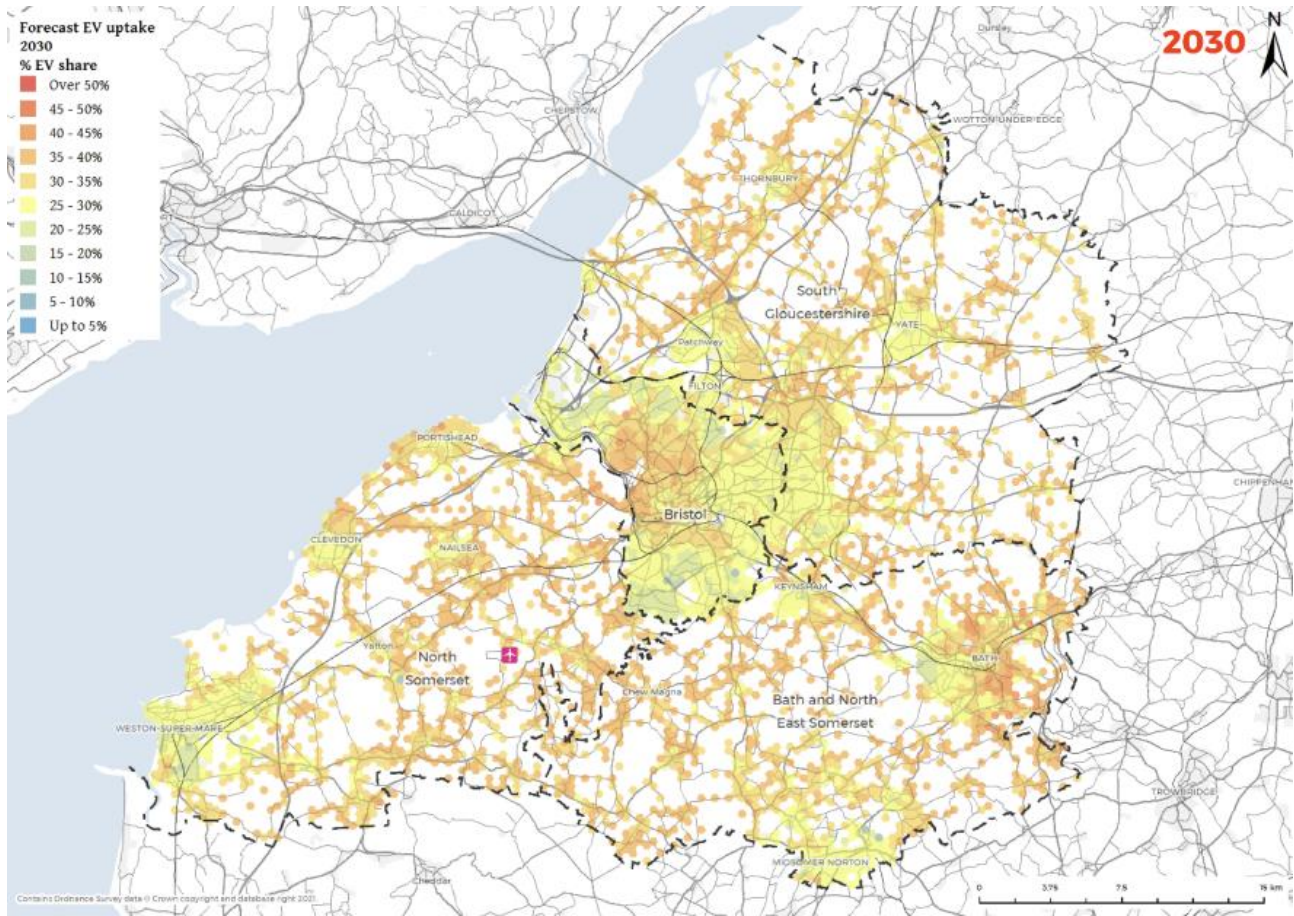 Forecast EV uptake
2030
% EV share
Over 50%
45 - 50%
40 - 45%
35 - 40%
30 - 35%
25 - 30%
20 - 25%
15 - 20%
10 - 15%
5 - 10%
Up to 5%
2030
N
Dursley
CHEPSTOW
WOTTON-UNDER-EDGE
THORNBURY
CALDICOT
South
Gloucestershire
YATE
Patchway
FILTON
PORTISHEAD
CHIPPENHAM
Bristol
CLEVEDON
NAILSEA
KEYNSHAM
Yatton
North
Somerset
BATH
Chew Magna
Bath and North
East Somerset
WESTON-SUPER-MARE
TROWBRIDGE
MIDSOMER NORTON
Cheddar
0 3.75 7.5 15 km
Contains Ordnance Survey data © Crown copyright and database right 2021.